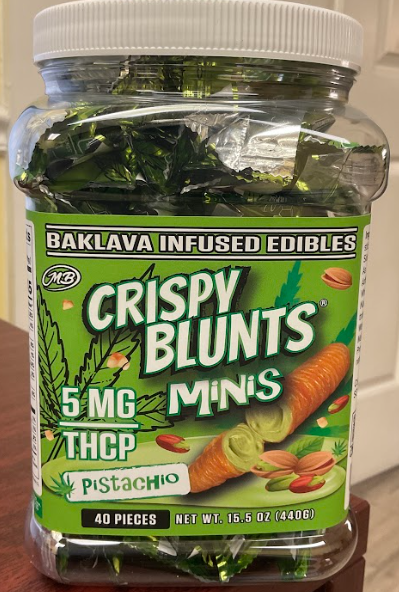 BAKLAVA INFUSED EDIBLES
MB
CRISPY
BLUNTS®
MiNiS
5 MG
THCP
PiSTACHiO
40 PIECES NET WT. 15.5 OZ (440G)